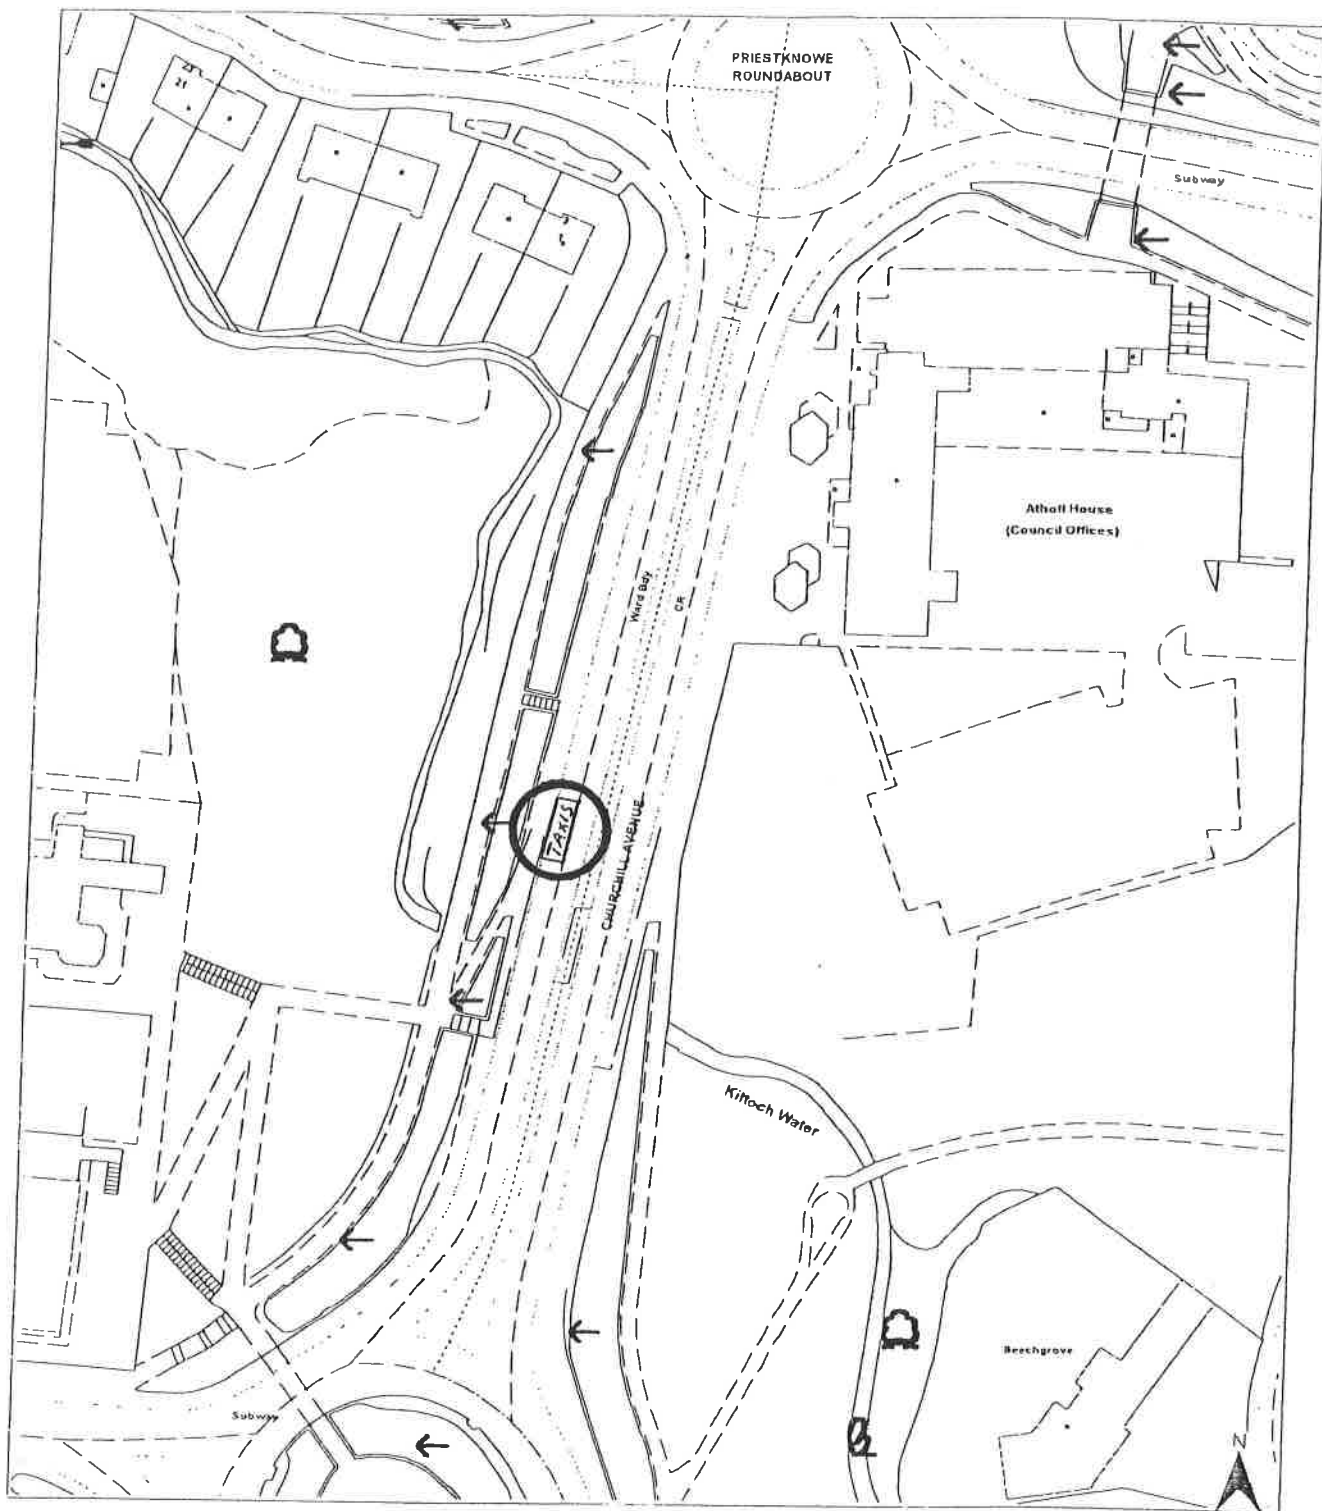 PRIESTKNOWE
ROUNDABOUT
21
Subway
Atholl House
(Council Offices)
Ward Bdy
CR
TAXIS
CHURCHILL AVENUE
Kittoch Water
Beechgrove
Subway
N